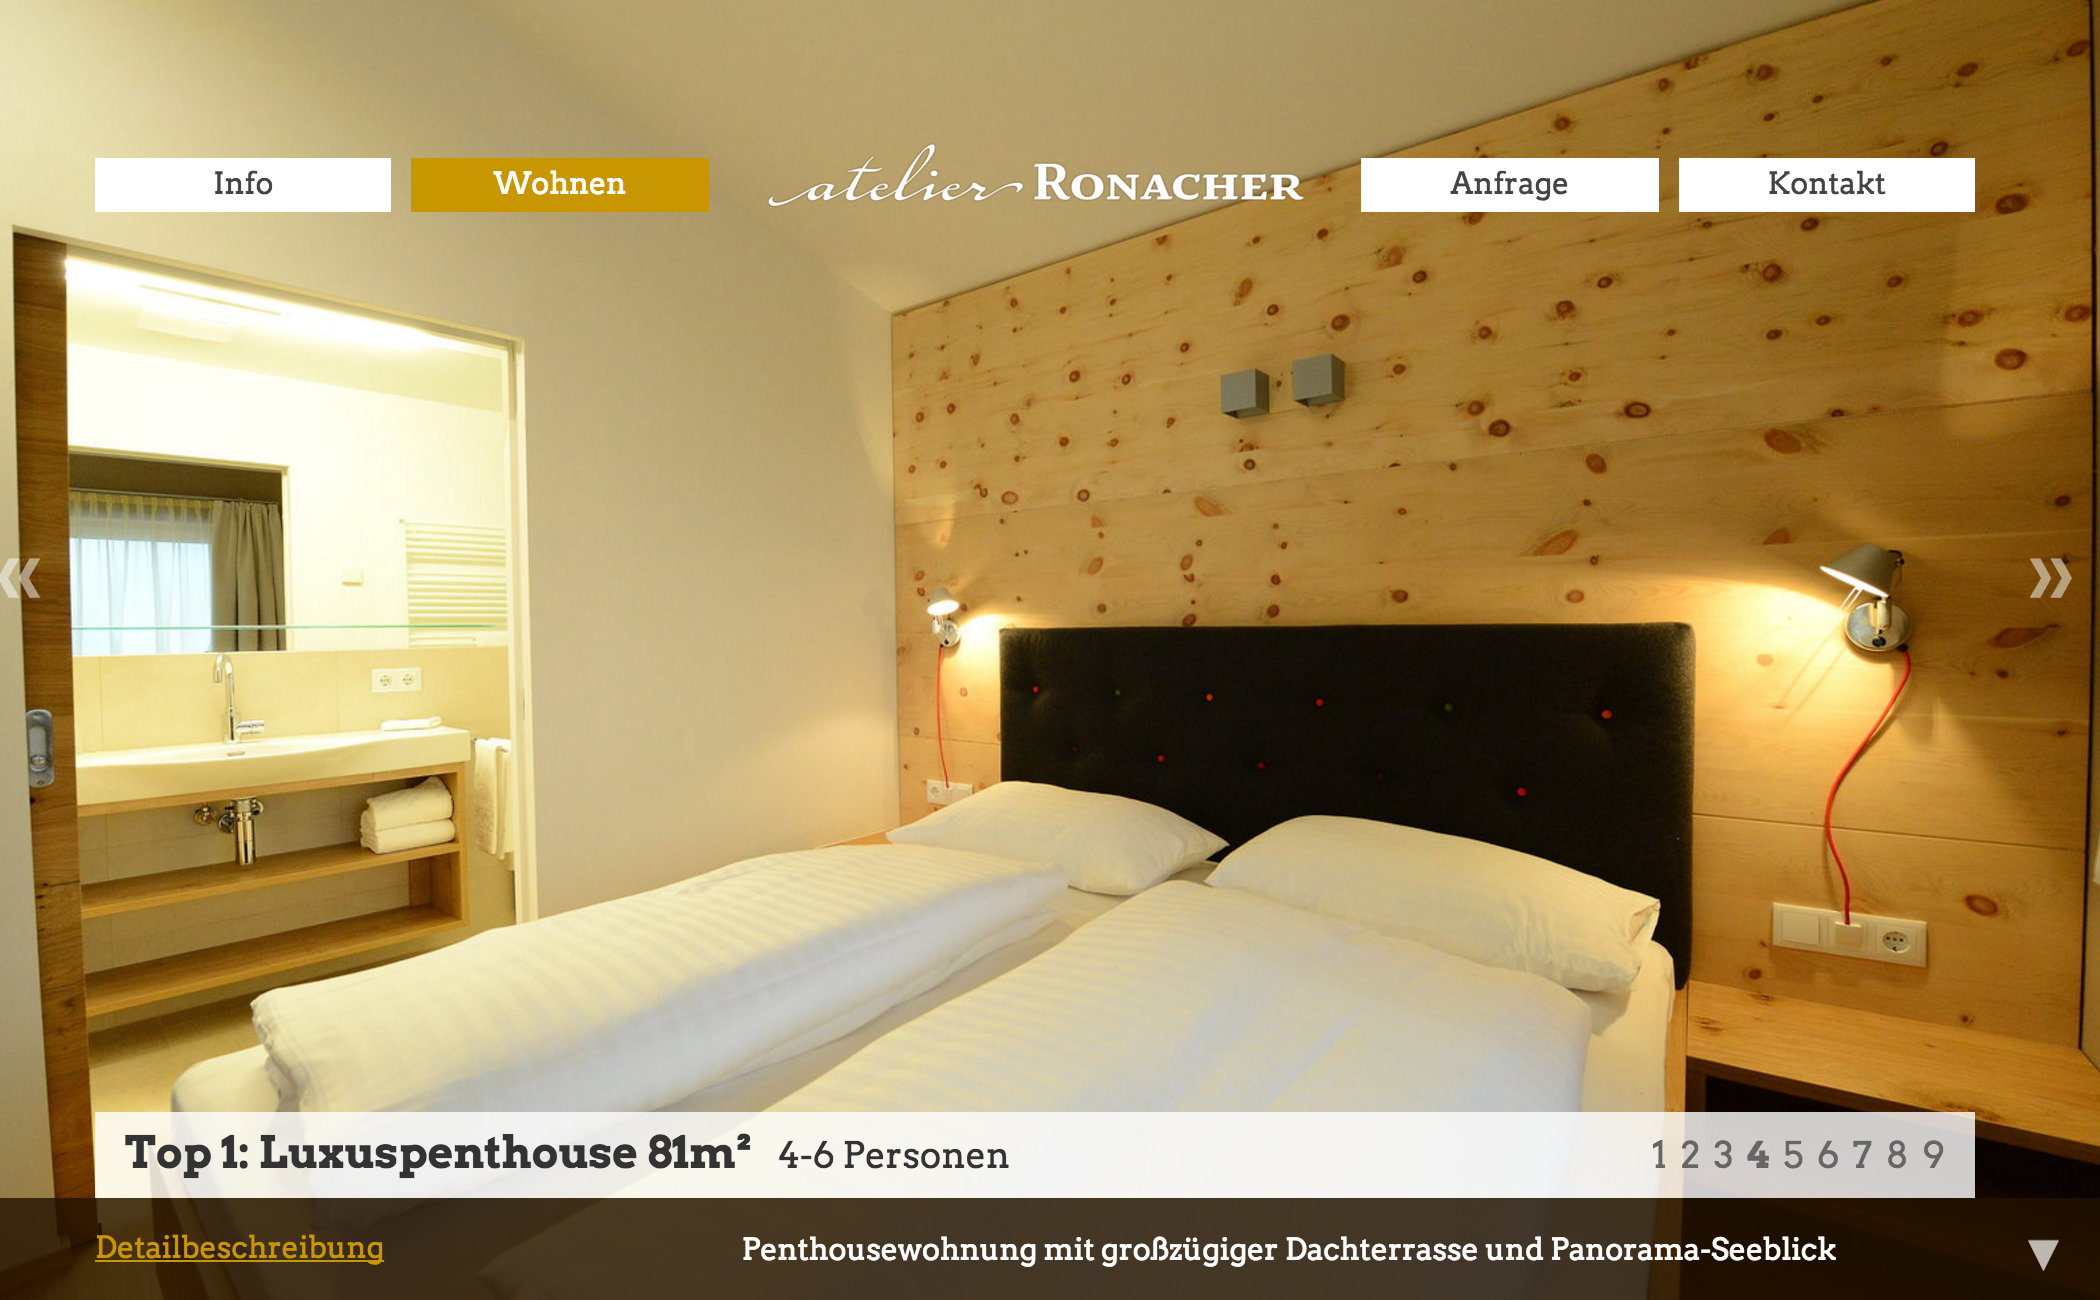 Info
Wohnen
atelier RONACHER
Anfrage
Kontakt
«
»
Top 1: Luxuspenthouse 81m² 4-6 Personen
1 2 3 4 5 6 7 8 9
Detailbeschreibung
Penthousewohnung mit großzügiger Dachterrasse und Panorama-Seeblick
▼